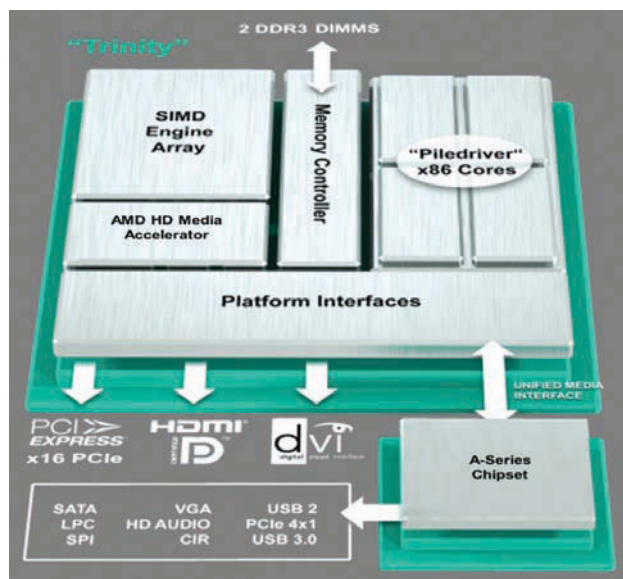 2 DDR3 DIMMS
"Trinity"
SIMD
Engine
Array
Memory Controller
"Piledriver"
x86 Cores
AMD HD Media
Accelerator
Platform Interfaces
UNIFIED MEDIA
INTERFACE
PCI
EXPRESS
x16 PCIe
HDMI
DP
dvi
digital visual interface
A-Series
Chipset
SATA VGA USB 2
LPC HD AUDIO PCIe 4x1
SPI CIR USB 3.0